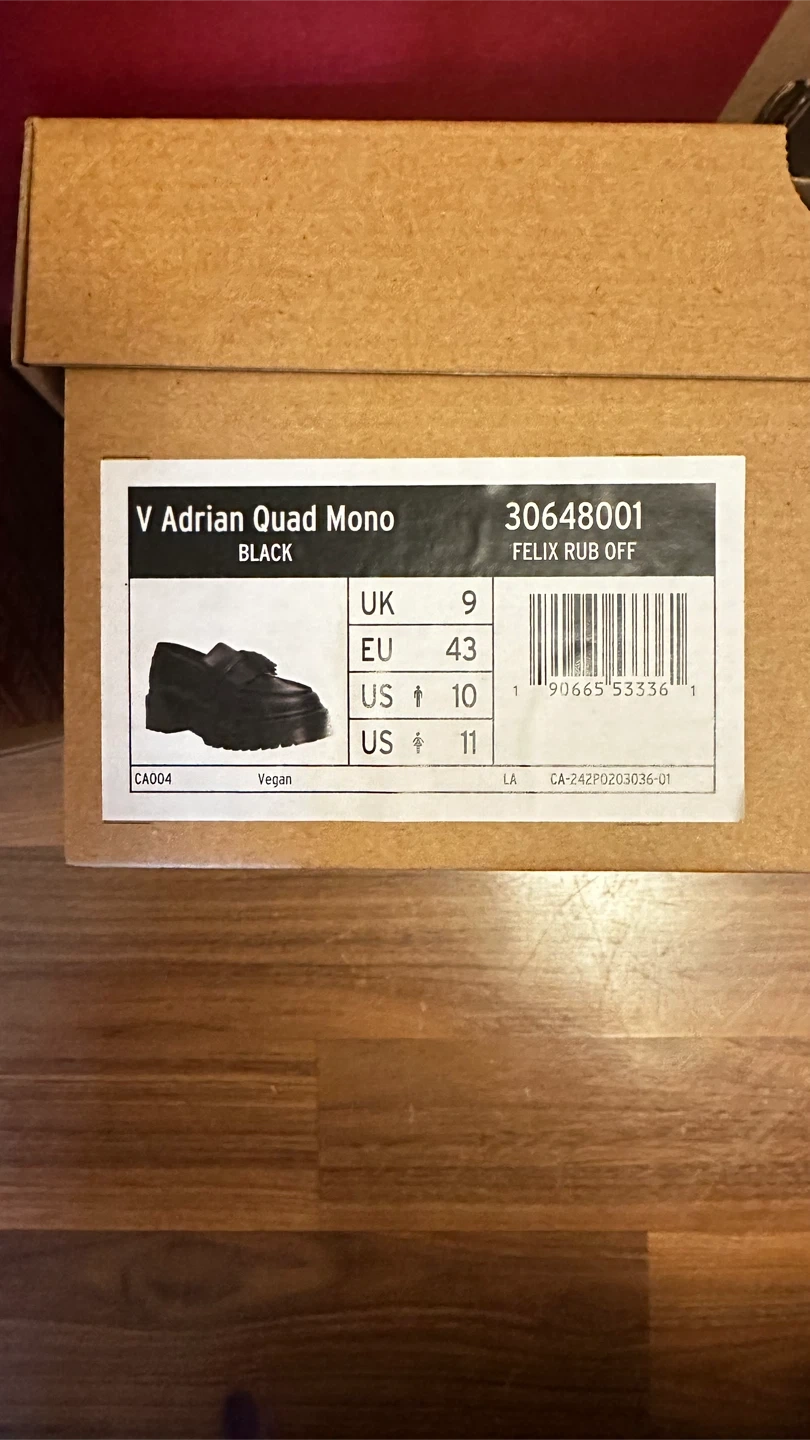 V Adrian Quad Mono
BLACK
30648001
FELIX RUB OFF
UK 9
EU 43
US 10
US 11
1 90665 53336 1
CA004 Vegan LA CA-242P0203036-01